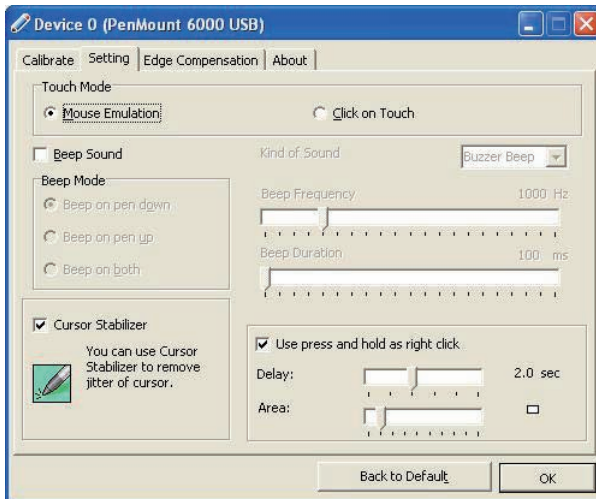 Device 0 (PenMount 6000 USB)
Calibrate Setting Edge Compensation About
Touch Mode
Mouse Emulation Click on Touch
Beep Sound Kind of Sound Buzzer Beep
Beep Mode
Beep on pen down
Beep on pen up
Beep on both
Beep Frequency 1000 Hz
Beep Duration 100 ms
Cursor Stabilizer
You can use Cursor
Stabilizer to remove
jitter of cursor.
Use press and hold as right click
Delay: 2.0 sec
Area:
Back to Default OK